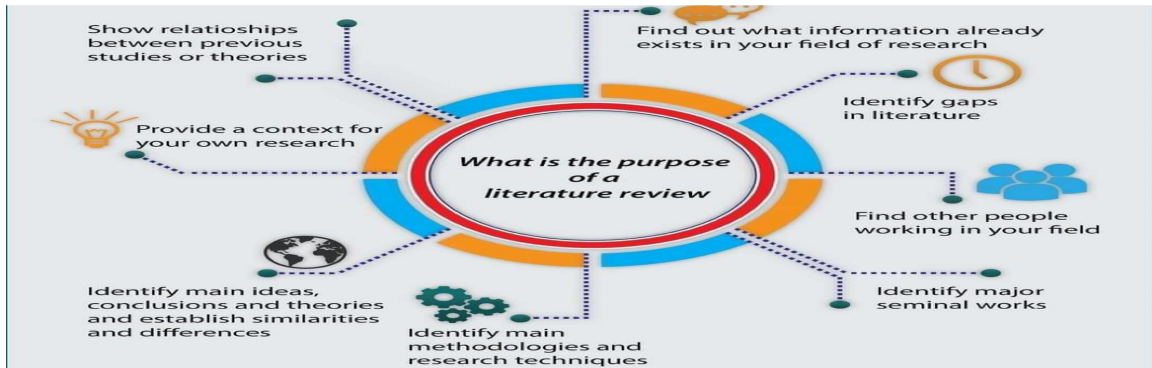 What is the purpose
of a
literature review
Find out what information already
exists in your field of research
Identify gaps
in literature
Find other people
working in your field
Identify major
seminal works
Identify main
methodologies and
research techniques
Identify main ideas,
conclusions and theories
and establish similarities
and differences
Provide a context for
your own research
Show relatioships
between previous
studies or theories